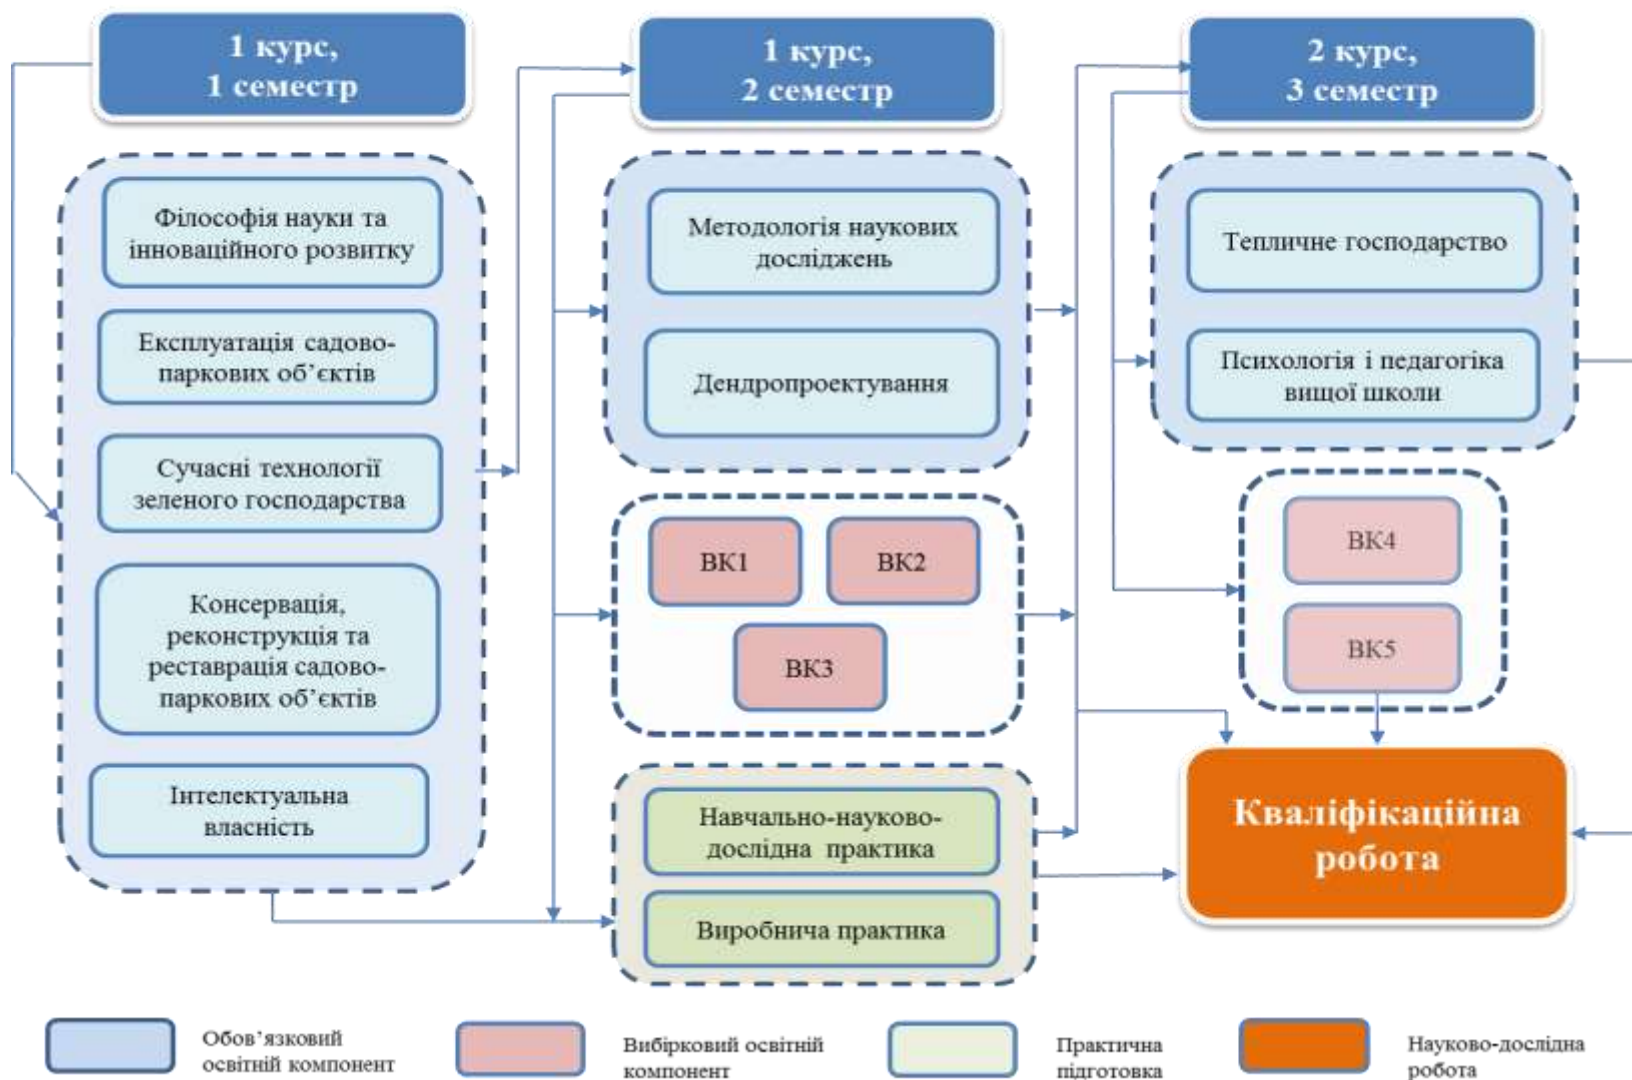 1 курс,
1 семестр
Філософія науки та
інноваційного розвитку
Експлуатація садово-
паркових об’єктів
Сучасні технології
зеленого господарства
Консервація,
реконструкція та
реставрація садово-
паркових об’єктів
Інтелектуальна
власність
1 курс,
2 семестр
Методологія наукових
досліджень
Дендропроектування
ВК1
ВК2
ВК3
Навчально-науково-
дослідна практика
Виробнича практика
2 курс,
3 семестр
Тепличне господарство
Психологія і педагогіка
вищої школи
ВК4
ВК5
Кваліфікаційна
робота
Обов’язковий
освітній компонент
Вибірковий освітній
компонент
Практична
підготовка
Науково-дослідна
робота